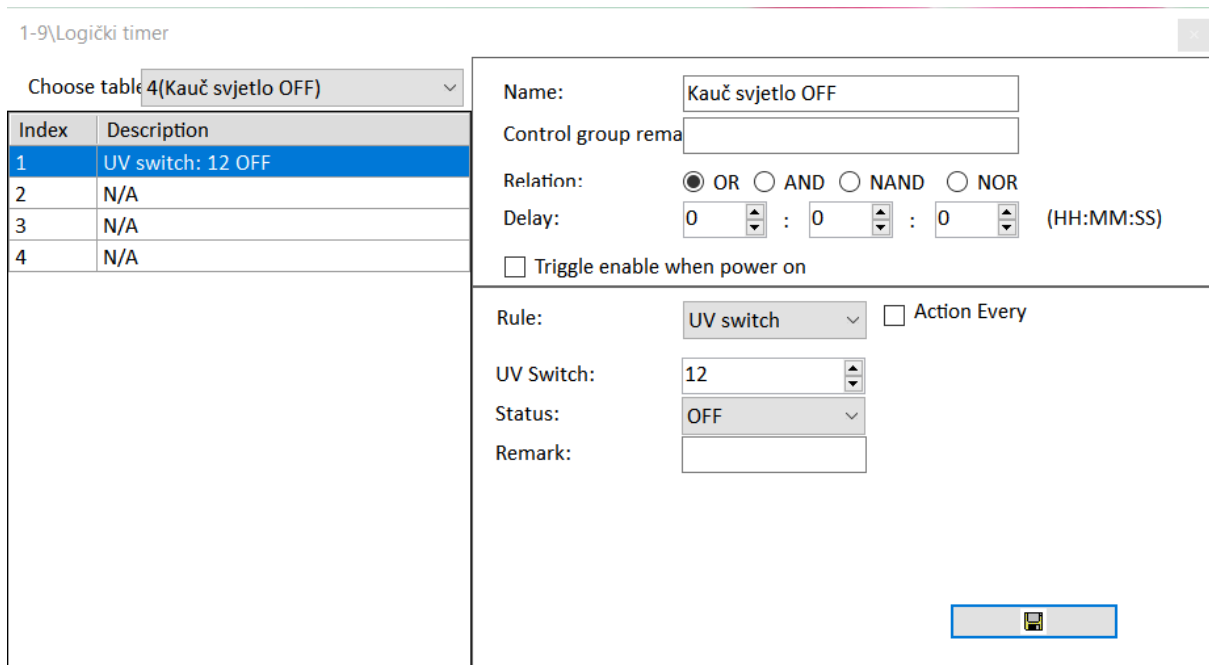 1-9\Logički timer
Choose table 4(Kauč svjetlo OFF)
Index Description
1 UV switch: 12 OFF
2 N/A
3 N/A
4 N/A
Name: Kauč svjetlo OFF
Control group rema
Relation: OR AND NAND NOR
Delay: 0 : 0 : 0 (HH:MM:SS)
Triggle enable when power on
Rule: UV switch Action Every
UV Switch: 12
Status: OFF
Remark: